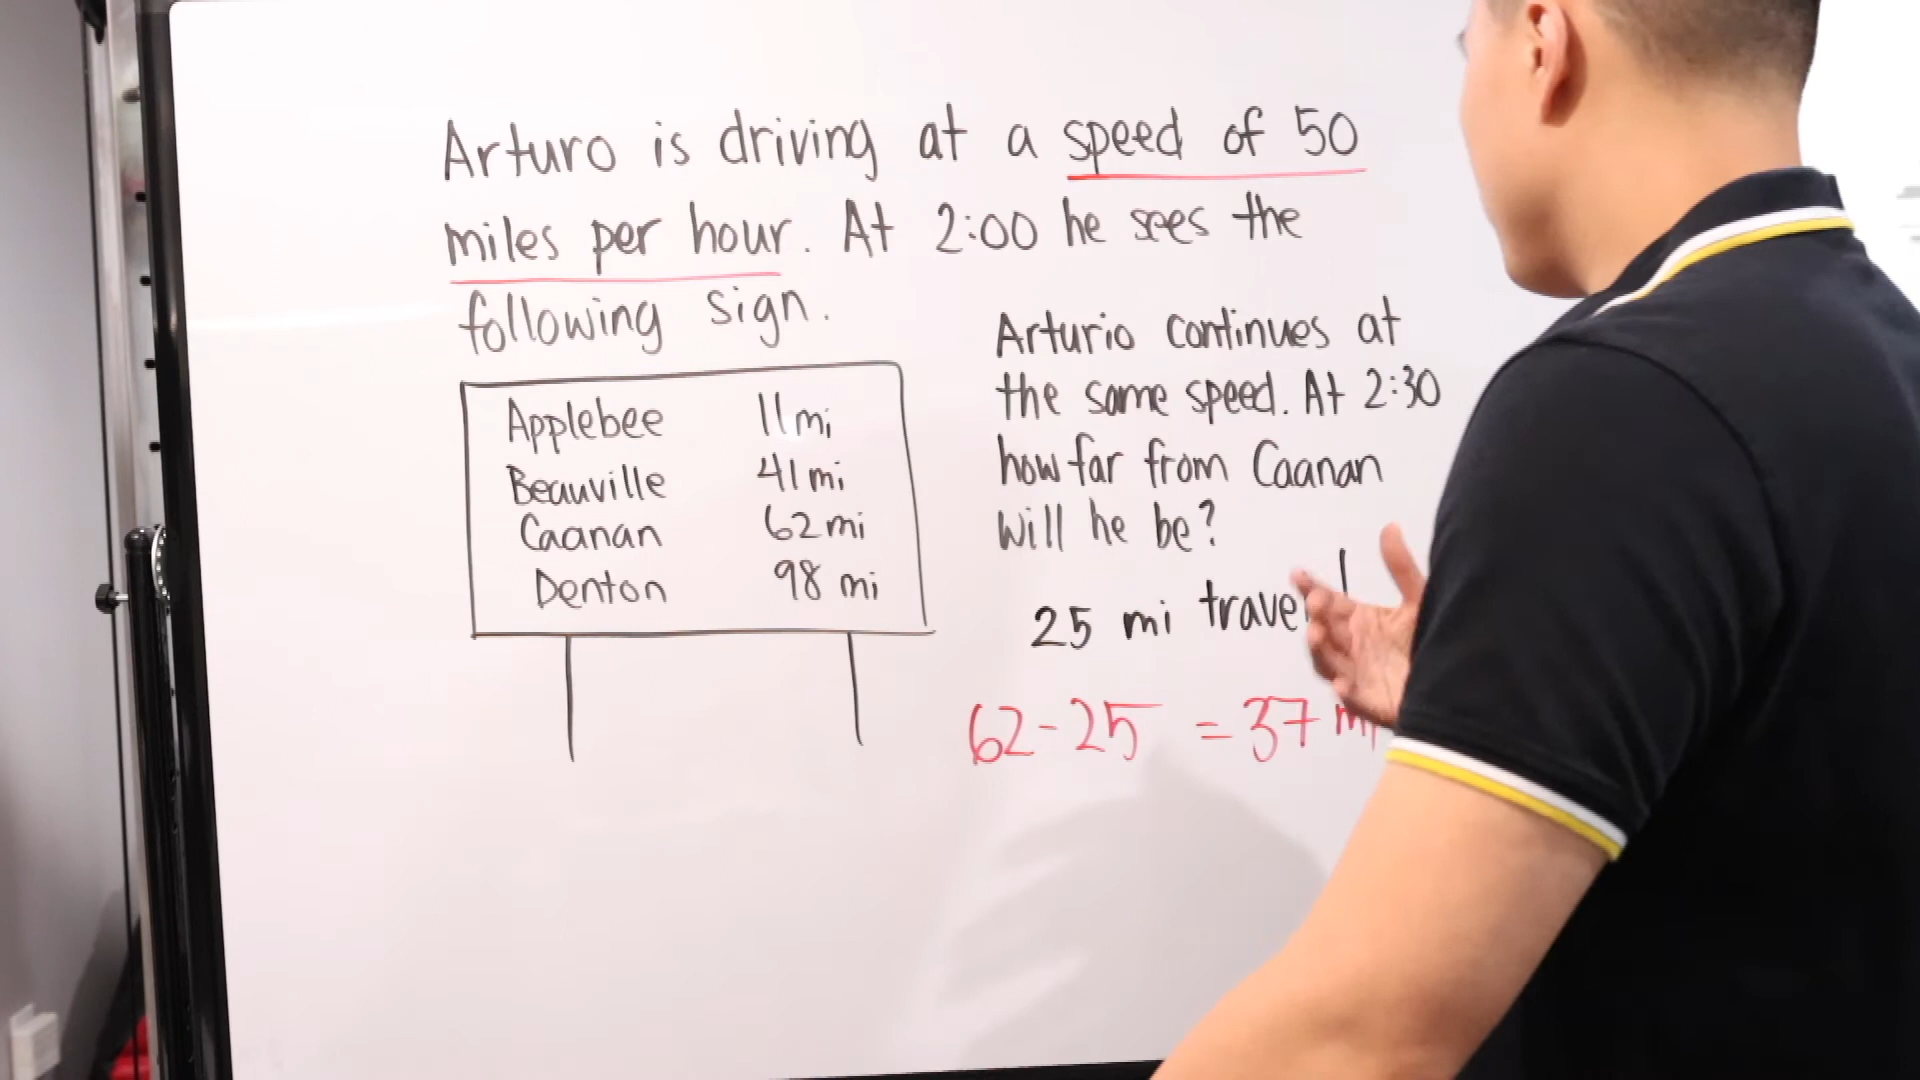 Arturo is driving at a speed of 50
miles per hour. At 2:00 he sees the
following sign.
Applebee 11 mi
Beauville 41 mi
Caanan 62 mi
Denton 98 mi
Arturio continues at
the same speed. At 2:30
how far from Caanan
will he be?
25 mi travel
62 - 25 = 37 mi